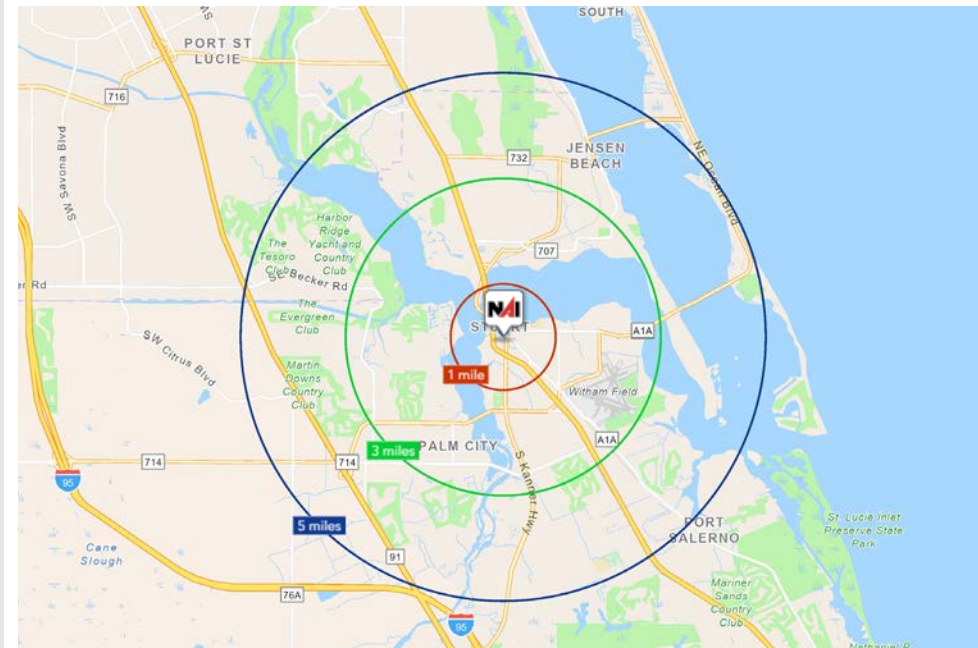 SOUTH
PORT ST
LUCIE
716
SW Savona Blvd
732
JENSEN
BEACH
NE Ocean Blvd
Harbor
Ridge
Yacht and
Country
Club
The
Tesoro
Club
707
SE Becker Rd
er Rd
The
Evergreen
Club
NAI
STUART
A1A
SW Citrus Blvd
Martin
Downs
Country
Club
1 mile
Witham Field
3 miles
PALM CITY
A1A
714
714
S Kanner Hwy
95
5 miles
PORT
SALERNO
St. Lucie Inlet
Preserve State
Park
Cane
Slough
91
76A
Mariner
Sands
Country
Club
95
Nathaniel P